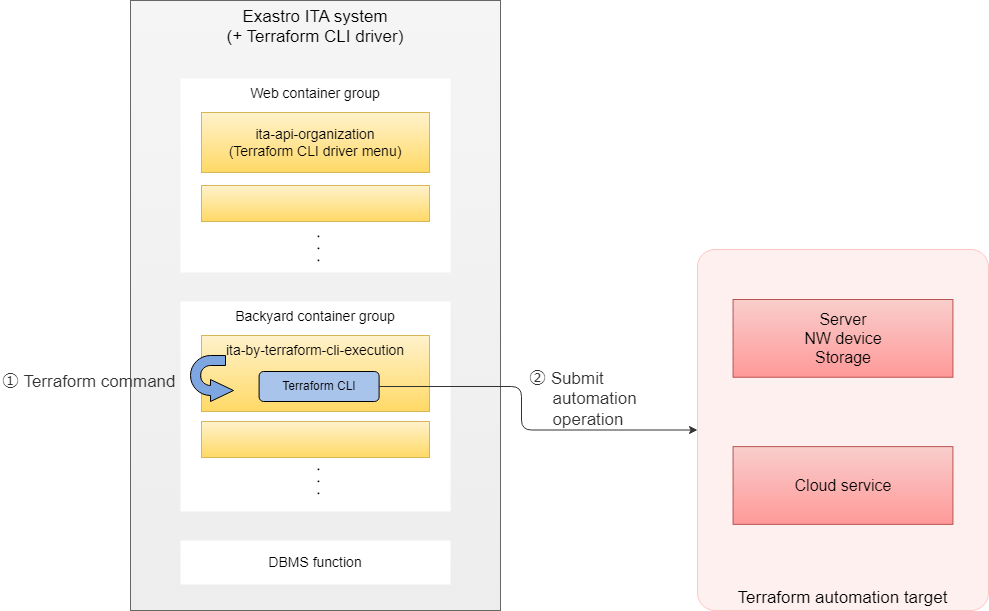 Exastro ITA system
(+ Terraform CLI driver)
Web container group
ita-api-organization
(Terraform CLI driver menu)
Backyard container group
ita-by-terraform-cli-execution
Terraform CLI
① Terraform command
② Submit
automation
operation
DBMS function
Server
NW device
Storage
Cloud service
Terraform automation target